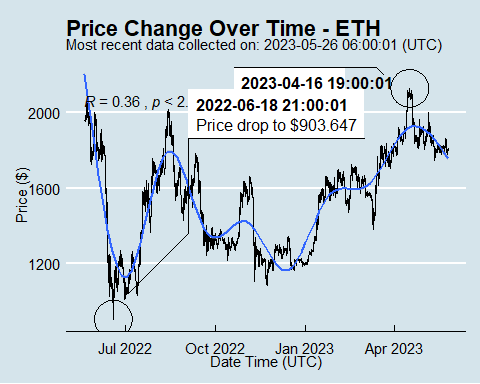 Price Change Over Time - ETH
Most recent data collected on: 2023-05-26 06:00:01 (UTC)
2023-04-16 19:00:01
R = 0.36 , p < 2.
2022-06-18 21:00:01
Price drop to $903.647
2000
1600
1200
Price ($)
Jul 2022
Oct 2022
Jan 2023
Apr 2023
Date Time (UTC)